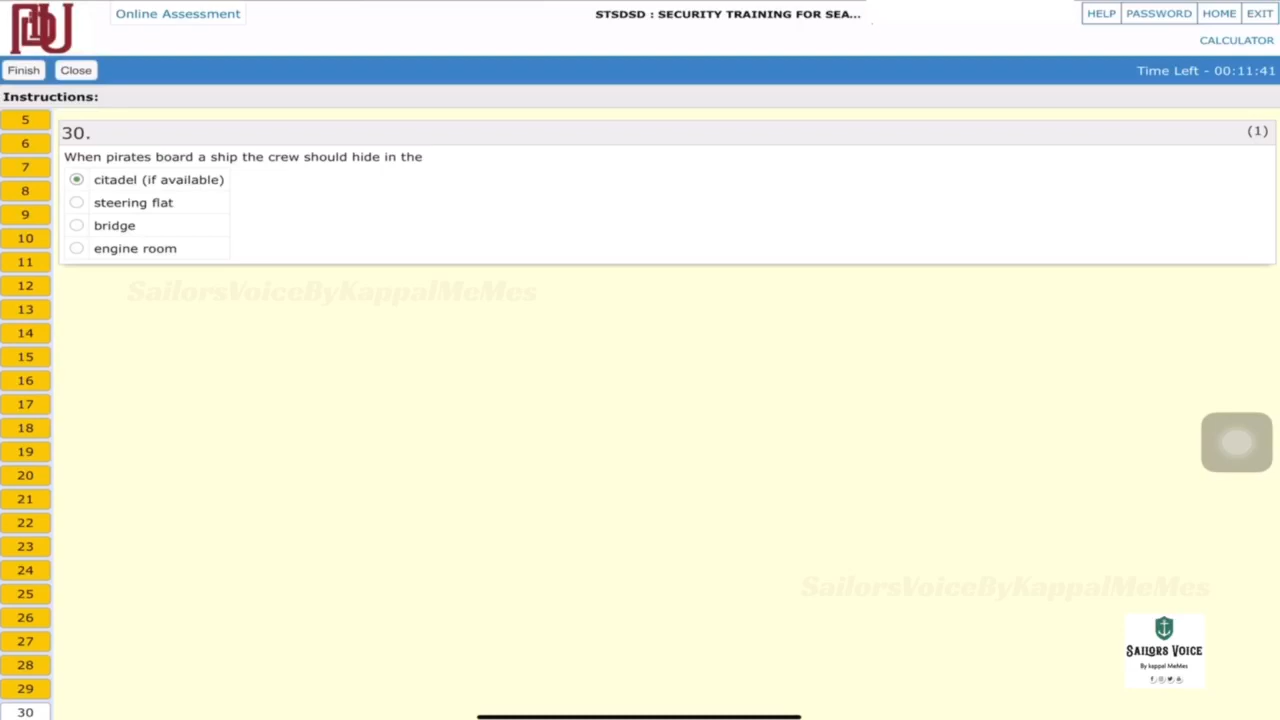 Online Assessment
STSDSD : SECURITY TRAINING FOR SEA...
HELP PASSWORD HOME EXIT
CALCULATOR
Finish Close
Time Left - 00:11:41
Instructions:
5
6
7
8
9
10
11
12
13
14
15
16
17
18
19
20
21
22
23
24
25
26
27
28
29
30
30.
(1)
When pirates board a ship the crew should hide in the
citadel (if available)
steering flat
bridge
engine room
SailorsVoiceByKappalMeMes
SailorsVoiceByKappalMeMes
SAILORS VOICE
By kappal MeMes